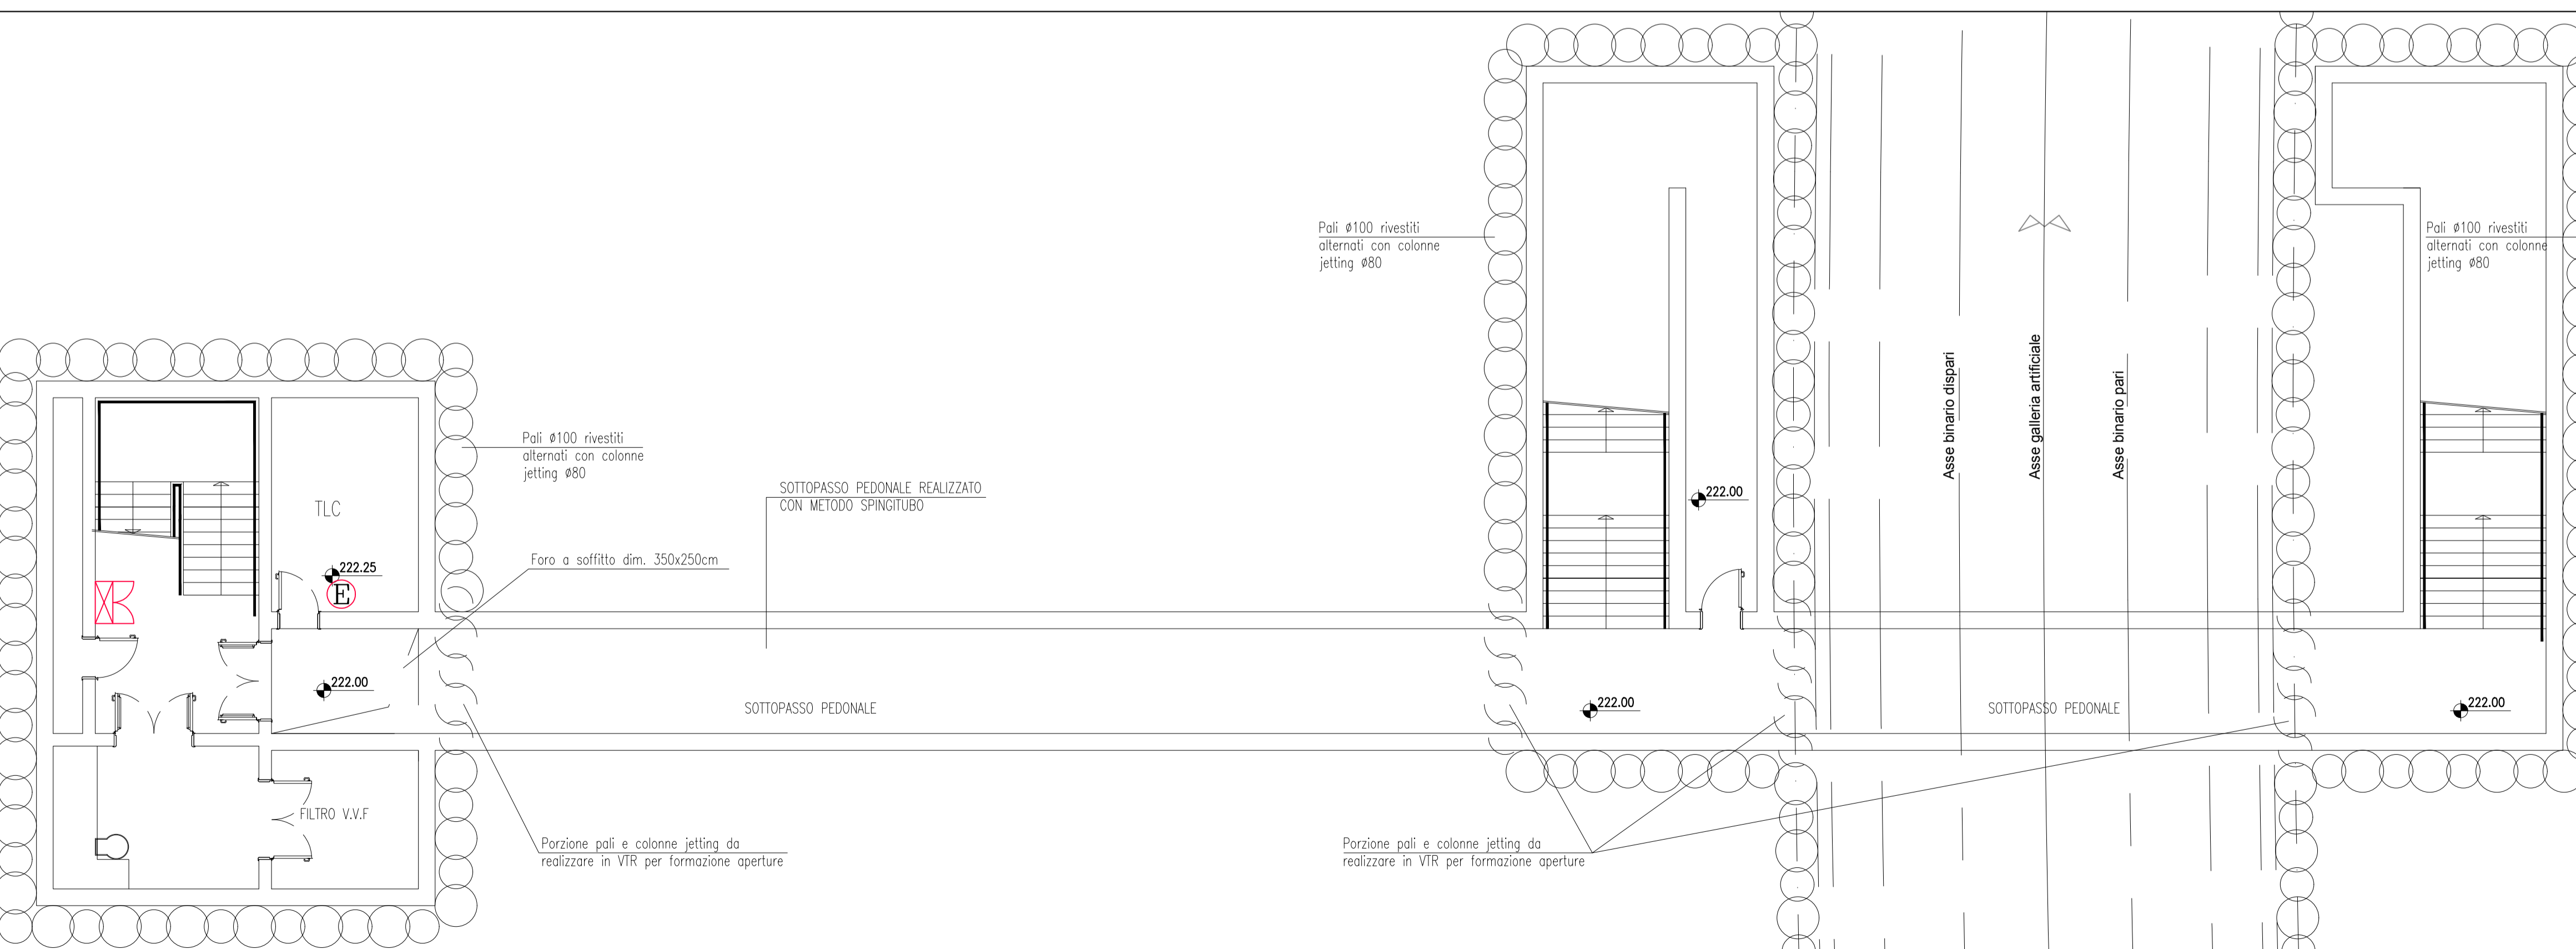 Pali ø100 rivestiti
alternati con colonne
jetting ø80
Pali ø100 rivestiti
alternati con colonne
jetting ø80
Asse binario dispari
Asse galleria artificiale
Asse binario pari
Pali ø100 rivestiti
alternati con colonne
jetting ø80
SOTTOPASSO PEDONALE REALIZZATO
CON METODO SPINGITUBO
TLC
222.00
Foro a soffitto dim. 350x250cm
222.25
E
222.00
SOTTOPASSO PEDONALE
222.00
SOTTOPASSO PEDONALE
222.00
FILTRO V.V.F
Porzione pali e colonne jetting da
realizzare in VTR per formazione aperture
Porzione pali e colonne jetting da
realizzare in VTR per formazione aperture